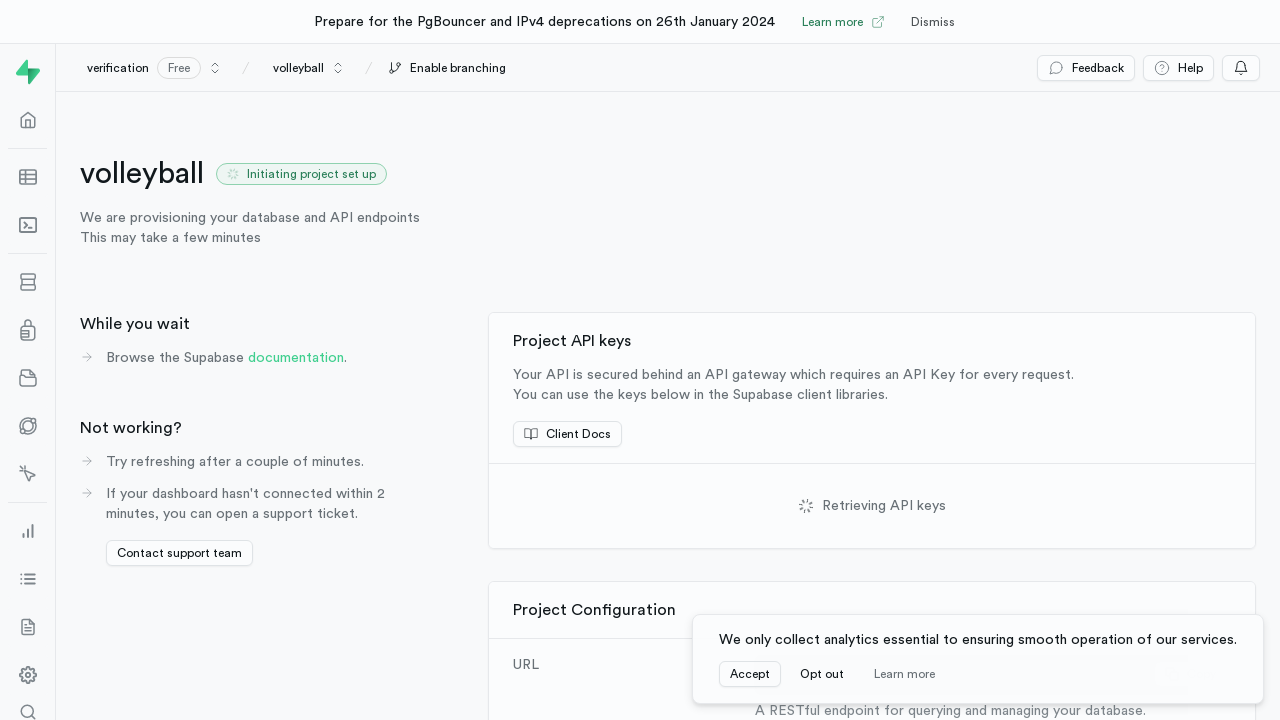 Prepare for the PgBouncer and IPv4 deprecations on 26th January 2024 Learn more Dismiss
verification Free / volleyball / Enable branching Feedback Help
volleyball Initiating project set up
We are provisioning your database and API endpoints
This may take a few minutes
While you wait
Browse the Supabase documentation.
Not working?
Try refreshing after a couple of minutes.
If your dashboard hasn't connected within 2
minutes, you can open a support ticket.
Contact support team
Project API keys
Your API is secured behind an API gateway which requires an API Key for every request.
You can use the keys below in the Supabase client libraries.
Client Docs
Retrieving API keys
Project Configuration
URL
A RESTful endpoint for querying and managing your database.
We only collect analytics essential to ensuring smooth operation of our services.
Accept Opt out Learn more